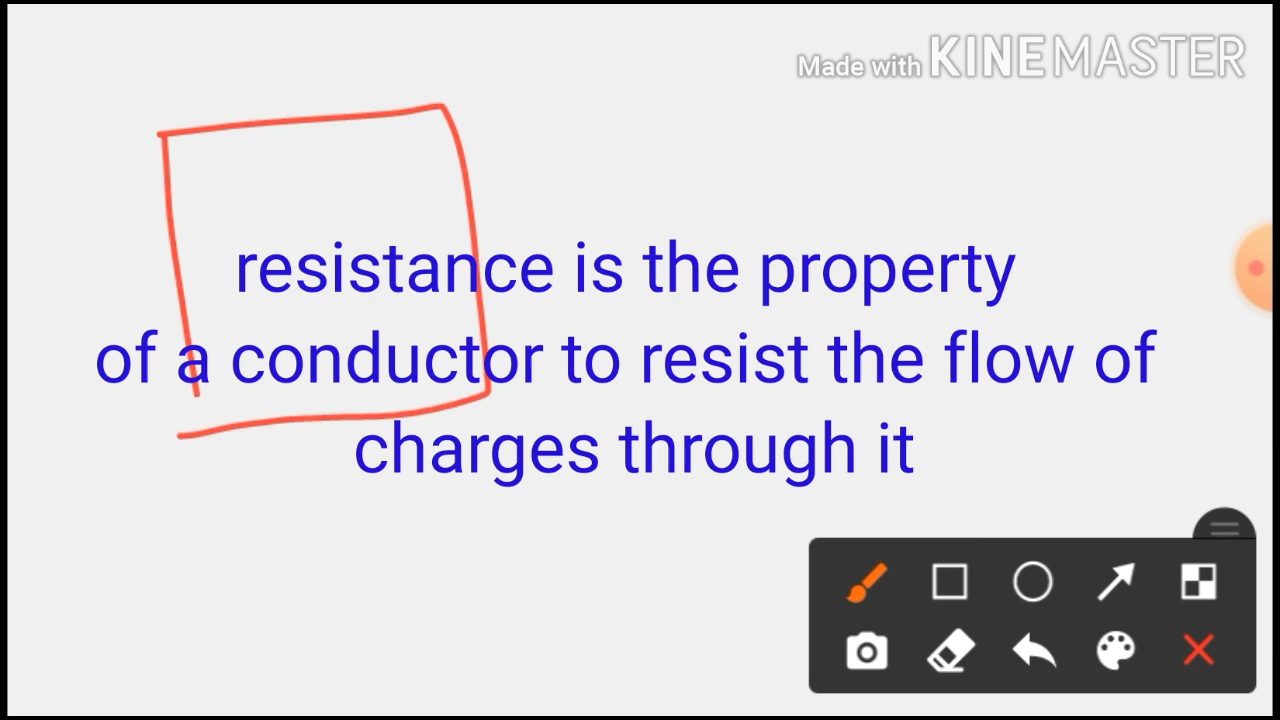 Made with KINEMASTER
resistance is the property
of a conductor to resist the flow of
charges through it